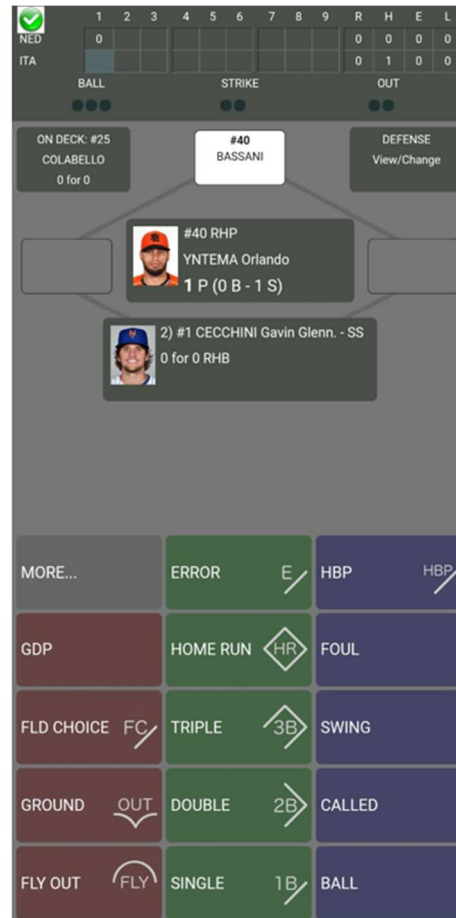 1 2 3 4 5 6 7 8 9 R H E L
NED 0 0 0 0 0
ITA 0 1 0 0
BALL STRIKE OUT
ON DECK: #25
COLABELLO
0 for 0
#40
BASSANI
DEFENSE
View/Change
#40 RHP
YNTEMA Orlando
1 P (0 B - 1 S)
2) #1 CECCHINI Gavin Glenn. - SS
0 for 0 RHB
MORE... ERROR E HBP HBP
GDP HOME RUN HR FOUL
FLD CHOICE FC TRIPLE 3B SWING
GROUND OUT DOUBLE 2B CALLED
FLY OUT FLY SINGLE 1B BALL